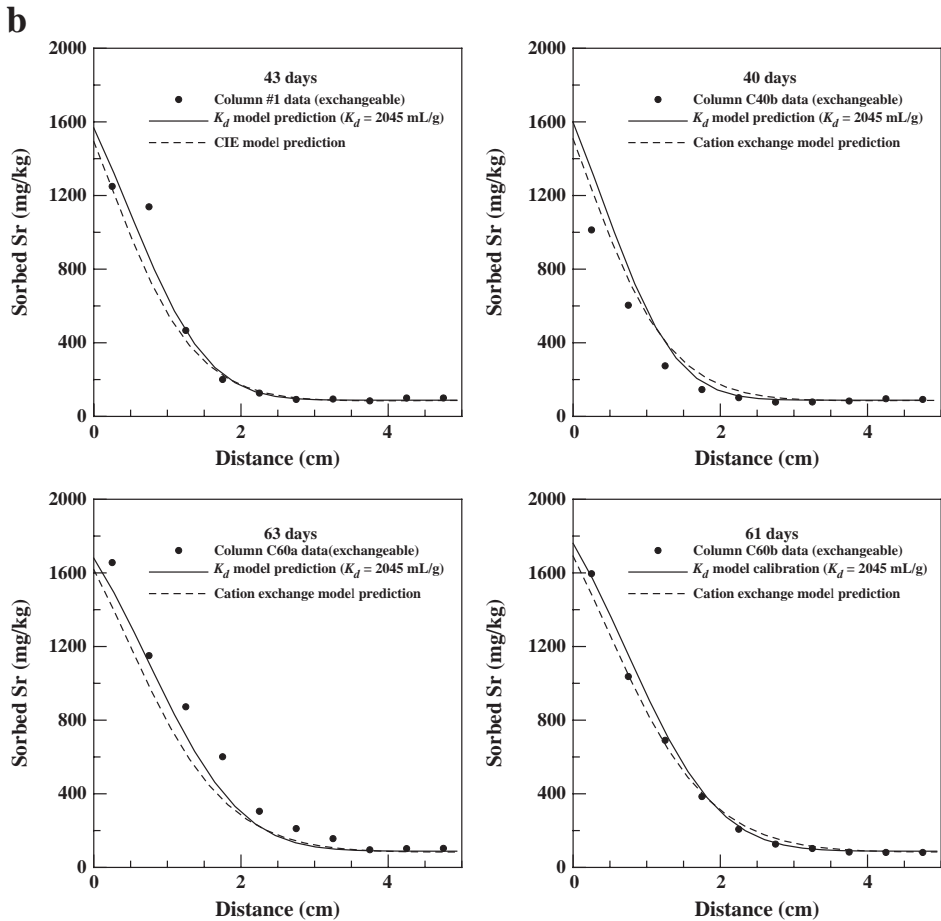 b
2000
1600
1200
800
400
0
Sorbed Sr (mg/kg)
43 days
Column #1 data (exchangeable)
K_d model prediction (K_d = 2045 mL/g)
CIE model prediction
0 2 4
Distance (cm)
2000
1600
1200
800
400
0
Sorbed Sr (mg/kg)
40 days
Column C40b data (exchangeable)
K_d model prediction (K_d = 2045 mL/g)
Cation exchange model prediction
0 2 4
Distance (cm)
2000
1600
1200
800
400
0
Sorbed Sr (mg/kg)
63 days
Column C60a data(exchangeable)
K_d model prediction (K_d = 2045 mL/g)
Cation exchange model prediction
0 2 4
Distance (cm)
2000
1600
1200
800
400
0
Sorbed Sr (mg/kg)
61 days
Column C60b data (exchangeable)
K_d model calibration (K_d = 2045 mL/g)
Cation exchange model prediction
0 2 4
Distance (cm)